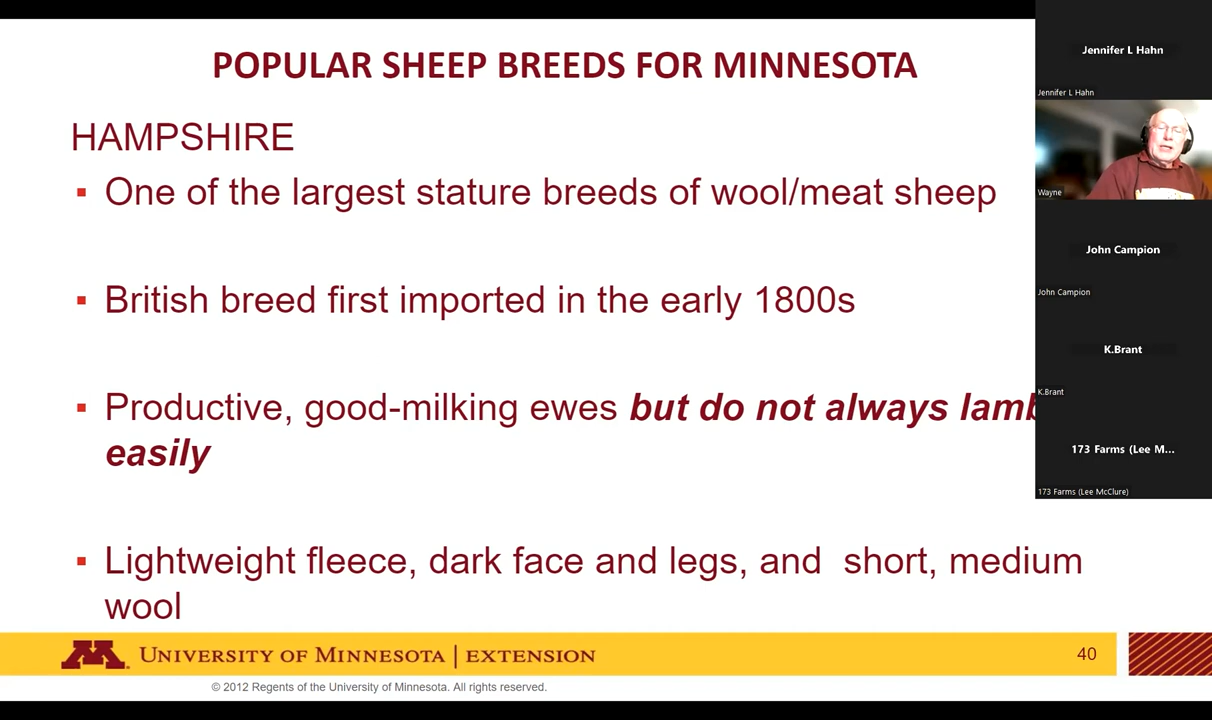 POPULAR SHEEP BREEDS FOR MINNESOTA
HAMPSHIRE
▪ One of the largest stature breeds of wool/meat sheep
▪ British breed first imported in the early 1800s
▪ Productive, good-milking ewes but do not always lamb
easily
▪ Lightweight fleece, dark face and legs, and short, medium
wool
M UNIVERSITY OF MINNESOTA | EXTENSION
40
© 2012 Regents of the University of Minnesota. All rights reserved.
Jennifer L Hahn
Jennifer L Hahn
Wayne
John Campion
John Campion
K.Brant
K.Brant
173 Farms (Lee M...
173 Farms (Lee McClure)